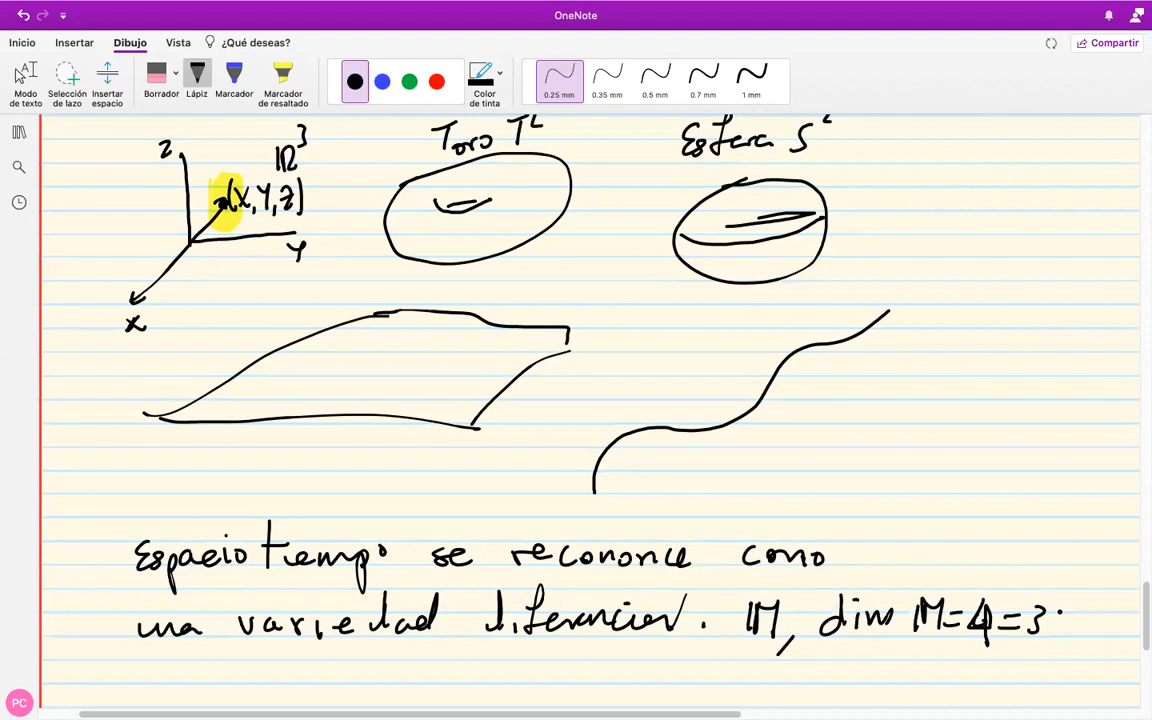 OneNote
Inicio Insertar Dibujo Vista ¿Qué deseas? Compartir
Modo de texto Selección de lazo Insertar espacio Borrador Lápiz Marcador Marcador de resaltado Color de tinta 0.25 mm 0.35 mm 0.5 mm 0.7 mm 1 mm
Z ℝ³ Toro T² Esfera S²
(X,Y,Z)
Y
X
Espaciotiempo se recononce como
una variedad diferencial. M, dim M=4=3
PC